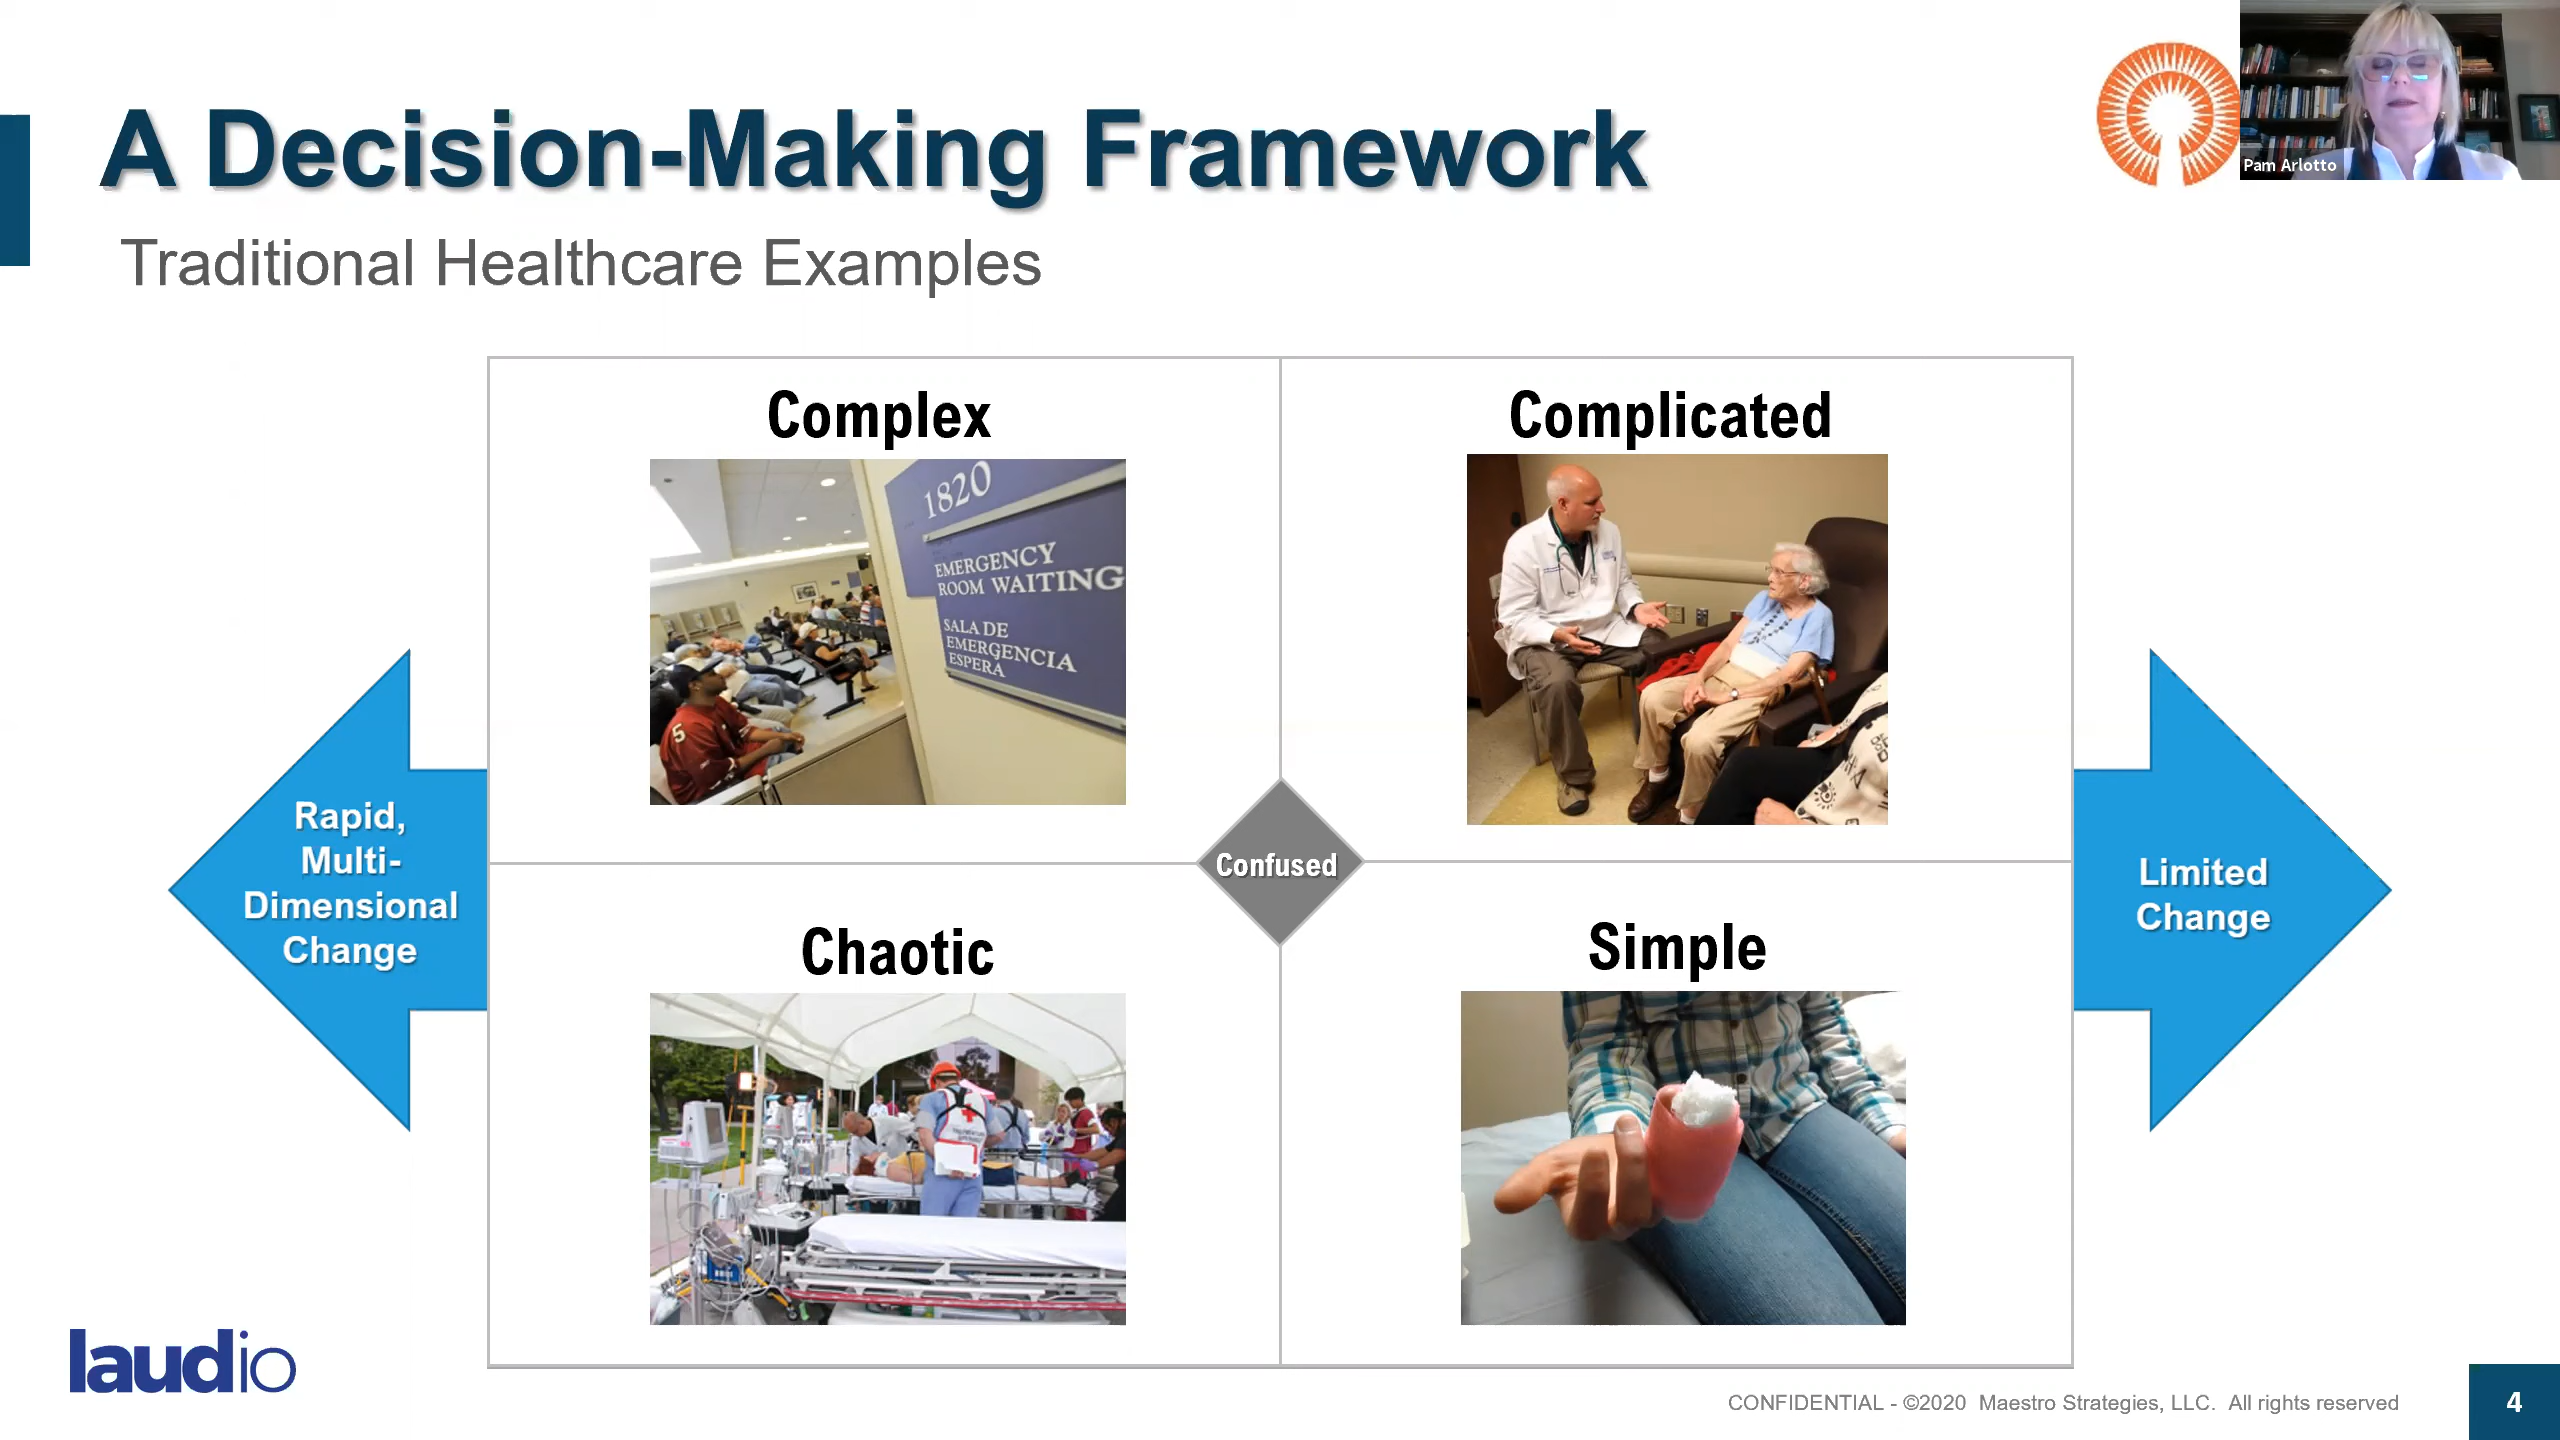 A Decision-Making Framework
Traditional Healthcare Examples
Pam Arlotto
Complex
1820
EMERGENCY
ROOM WAITING
SALA DE
EMERGENCIA
ESPERA
5
Complicated
Rapid,
Multi-
Dimensional
Change
Confused
Limited
Change
Chaotic
Simple
laudio
CONFIDENTIAL - ©2020 Maestro Strategies, LLC. All rights reserved
4